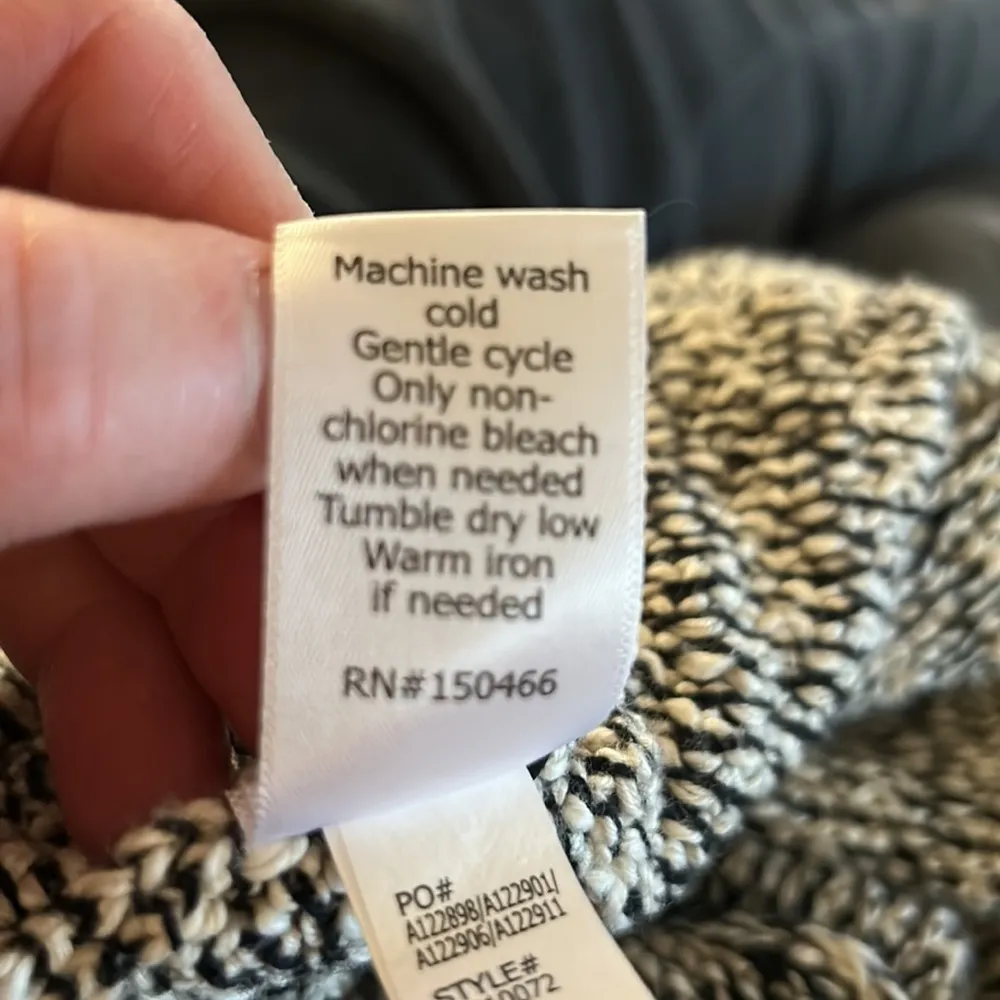 Machine wash
cold
Gentle cycle
Only non-
chlorine bleach
when needed
Tumble dry low
Warm iron
if needed
RN#150466
PO#
A122898/A122901/
A122906/A122911
STYLE#